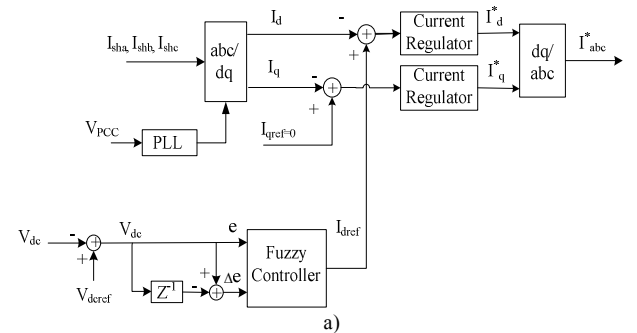 I_sha, I_shb, I_shc
abc/
dq
I_d
I_q
-
+
-
+
Current
Regulator
I*_d
Current
Regulator
I*_q
dq/
abc
I*_abc
V_PCC
PLL
I_qref=0
V_dc
-
+
V_dcref
V_dc
e
Z^-1
+
-
Δe
Fuzzy
Controller
I_dref
a)